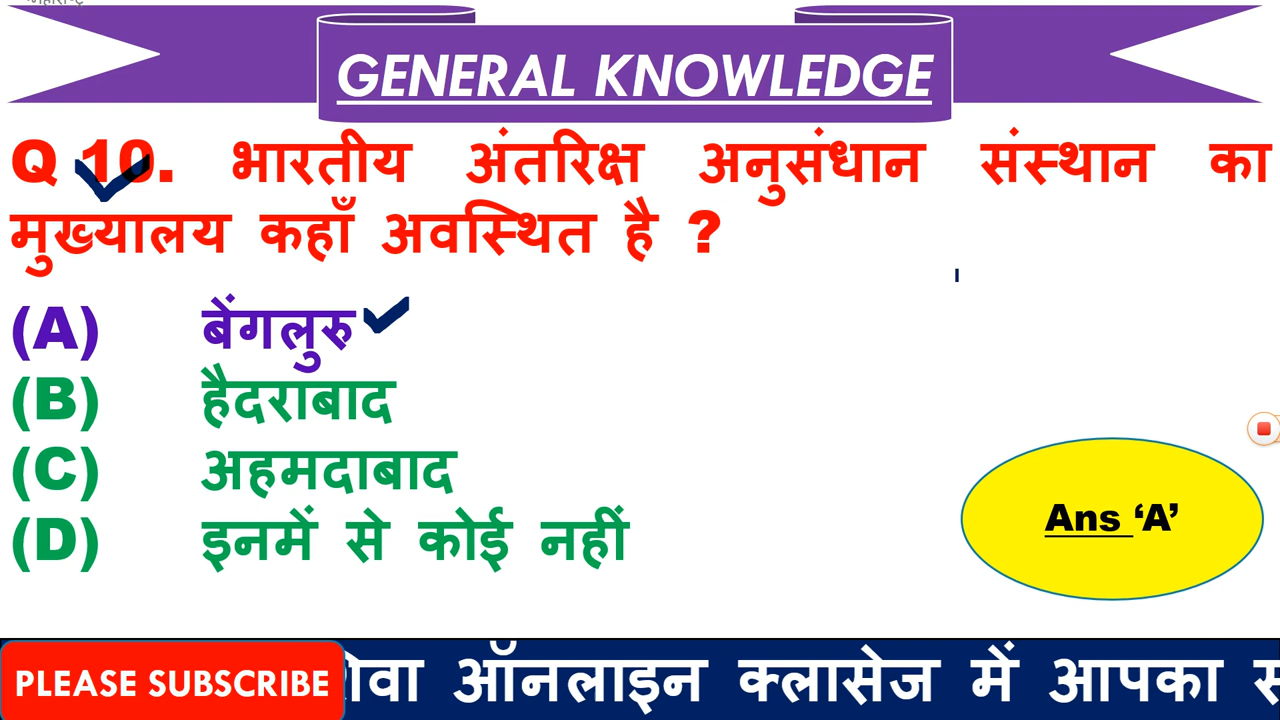 GENERAL KNOWLEDGE
Q 10. भारतीय अंतरिक्ष अनुसंधान संस्थान का
मुख्यालय कहाँ अवस्थित है ?
(A) बेंगलुरु
(B) हैदराबाद
(C) अहमदाबाद
(D) इनमें से कोई नहीं
Ans ‘A’
PLEASE SUBSCRIBE
ऑनलाइन क्लासेज में आपका